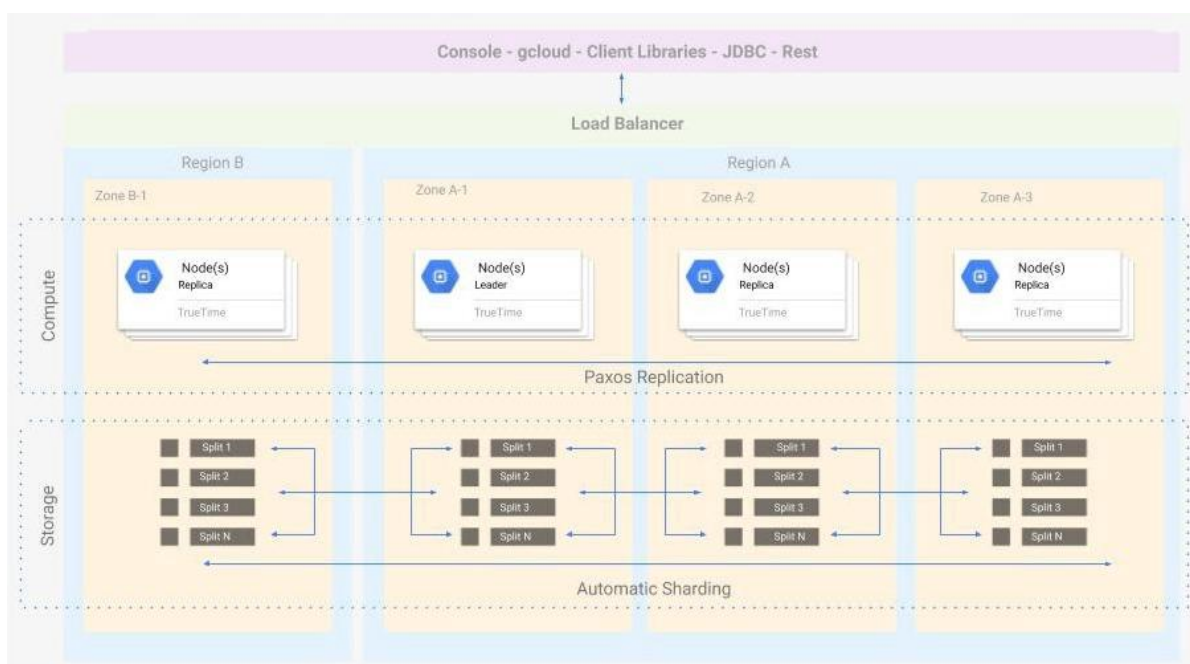 Console - gcloud - Client Libraries - JDBC - Rest
Load Balancer
Region B
Region A
Zone B-1
Zone A-1
Zone A-2
Zone A-3
Compute
Node(s)
Replica
TrueTime
Node(s)
Leader
TrueTime
Node(s)
Replica
TrueTime
Node(s)
Replica
TrueTime
Paxos Replication
Storage
Split 1
Split 2
Split 3
Split N
Split 1
Split 2
Split 3
Split N
Split 1
Split 2
Split 3
Split N
Split 1
Split 2
Split 3
Split N
Automatic Sharding